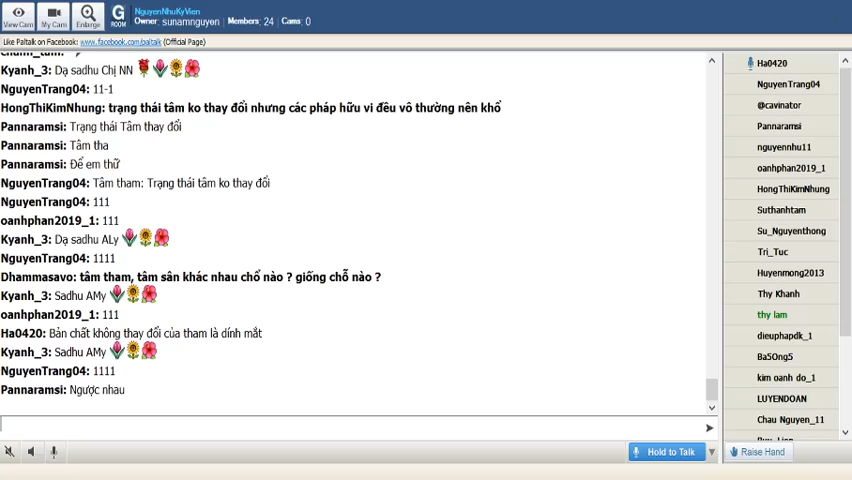 NguyenNhuKyVien
Owner: sunamnguyen Members: 24 Cams: 0
View Cam My Cam Enlarge G ROOM
Like Paltalk on Facebook: www.facebook.com/paltalk (Official Page)
Kyanh_3: Dạ sadhu Chị NN
NguyenTrang04: 11-1
HongThiKimNhung: trạng thái tâm ko thay đổi nhưng các pháp hữu vi đều vô thường nên khổ
Pannaramsi: Trạng thái Tâm thay đổi
Pannaramsi: Tâm tha
Pannaramsi: Để em thữ
NguyenTrang04: Tâm tham: Trạng thái tâm ko thay đổi
NguyenTrang04: 111
oanhphan2019_1: 111
Kyanh_3: Dạ sadhu ALy
NguyenTrang04: 1111
Dhammasavo: tâm tham, tâm sân khác nhau chổ nào ? giống chỗ nào ?
Kyanh_3: Sadhu AMy
oanhphan2019_1: 111
Ha0420: Bản chất không thay đổi của tham là dính mắt
Kyanh_3: Sadhu AMy
NguyenTrang04: 1111
Pannaramsi: Ngược nhau
Hold to Talk
Ha0420
NguyenTrang04
@cavinator
Pannaramsi
nguyennhu11
oanhphan2019_1
HongThiKimNhung
Suthanhtam
Su_Nguyenthong
Tri_Tuc
Huyenmong2013
Thy Khanh
thy lam
dieuphapdk_1
Ba5Ong5
kim oanh do_1
LUYENDOAN
Chau Nguyen_11
Raise Hand